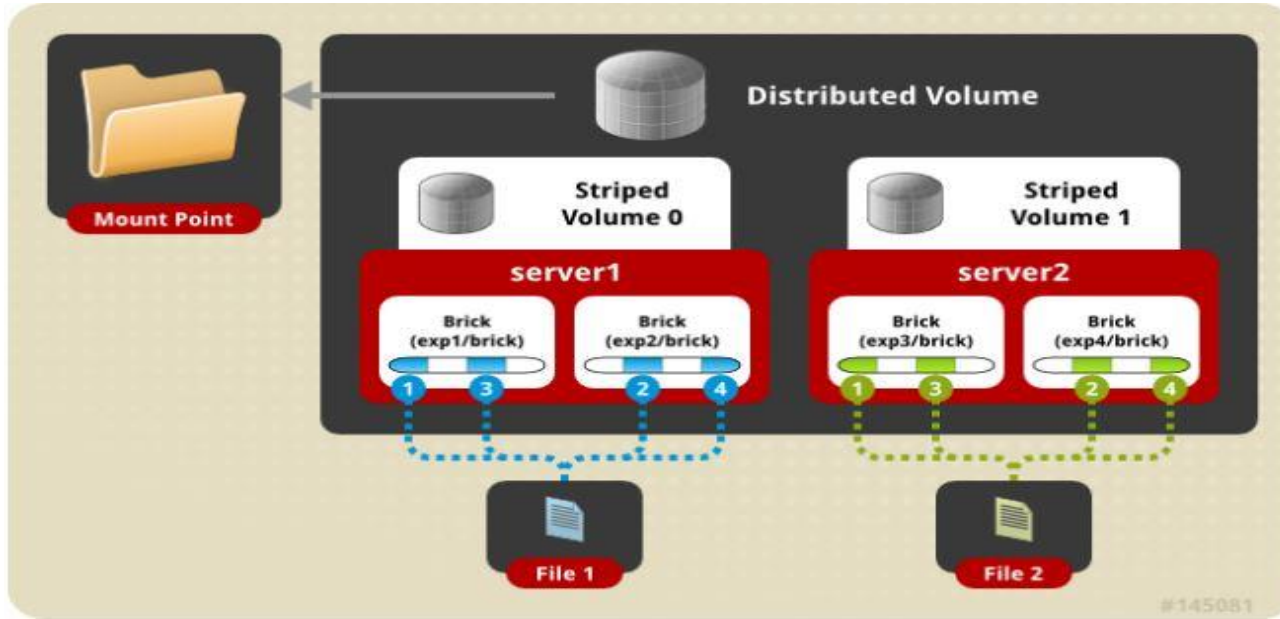 Distributed Volume
Mount Point
Striped
Volume 0
Striped
Volume 1
server1
server2
Brick
(exp1/brick)
Brick
(exp2/brick)
Brick
(exp3/brick)
Brick
(exp4/brick)
1
3
2
4
1
3
2
4
File 1
File 2
#145081